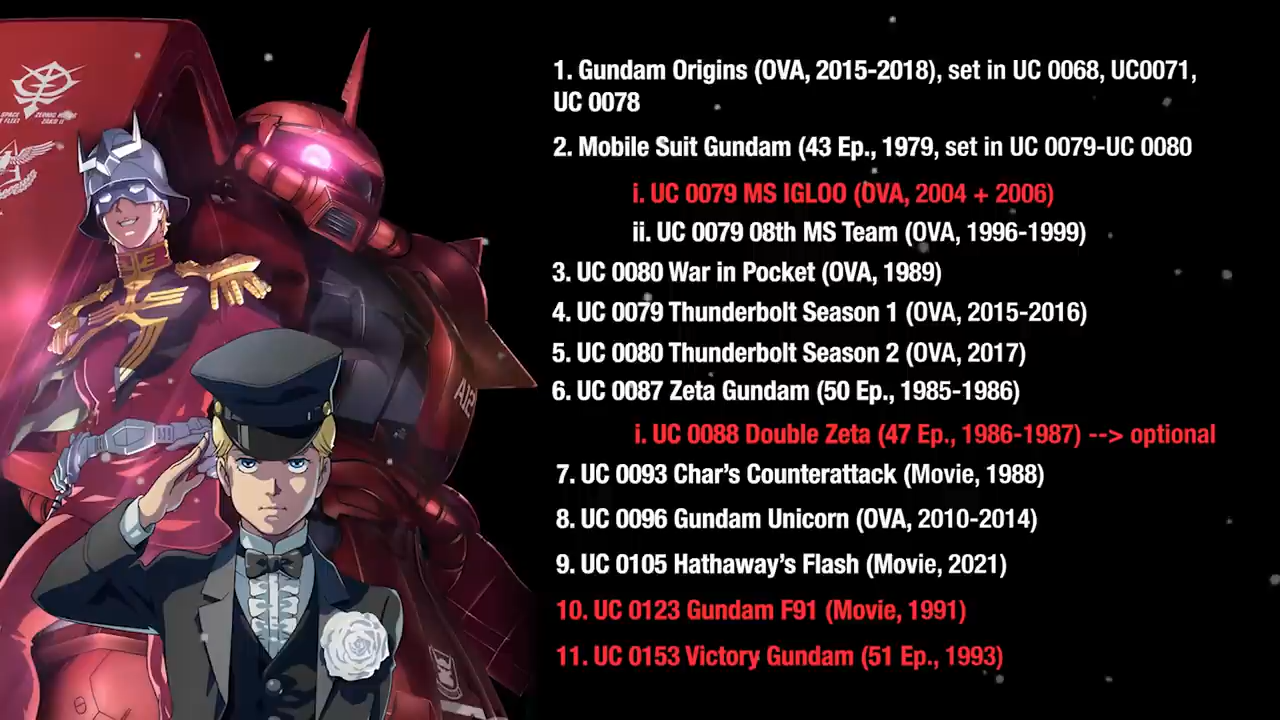 1. Gundam Origins (OVA, 2015-2018), set in UC 0068, UC0071,
UC 0078
2. Mobile Suit Gundam (43 Ep., 1979, set in UC 0079-UC 0080
i. UC 0079 MS IGLOO (OVA, 2004 + 2006)
ii. UC 0079 08th MS Team (OVA, 1996-1999)
3. UC 0080 War in Pocket (OVA, 1989)
4. UC 0079 Thunderbolt Season 1 (OVA, 2015-2016)
5. UC 0080 Thunderbolt Season 2 (OVA, 2017)
6. UC 0087 Zeta Gundam (50 Ep., 1985-1986)
i. UC 0088 Double Zeta (47 Ep., 1986-1987) --> optional
7. UC 0093 Char's Counterattack (Movie, 1988)
8. UC 0096 Gundam Unicorn (OVA, 2010-2014)
9. UC 0105 Hathaway's Flash (Movie, 2021)
10. UC 0123 Gundam F91 (Movie, 1991)
11. UC 0153 Victory Gundam (51 Ep., 1993)